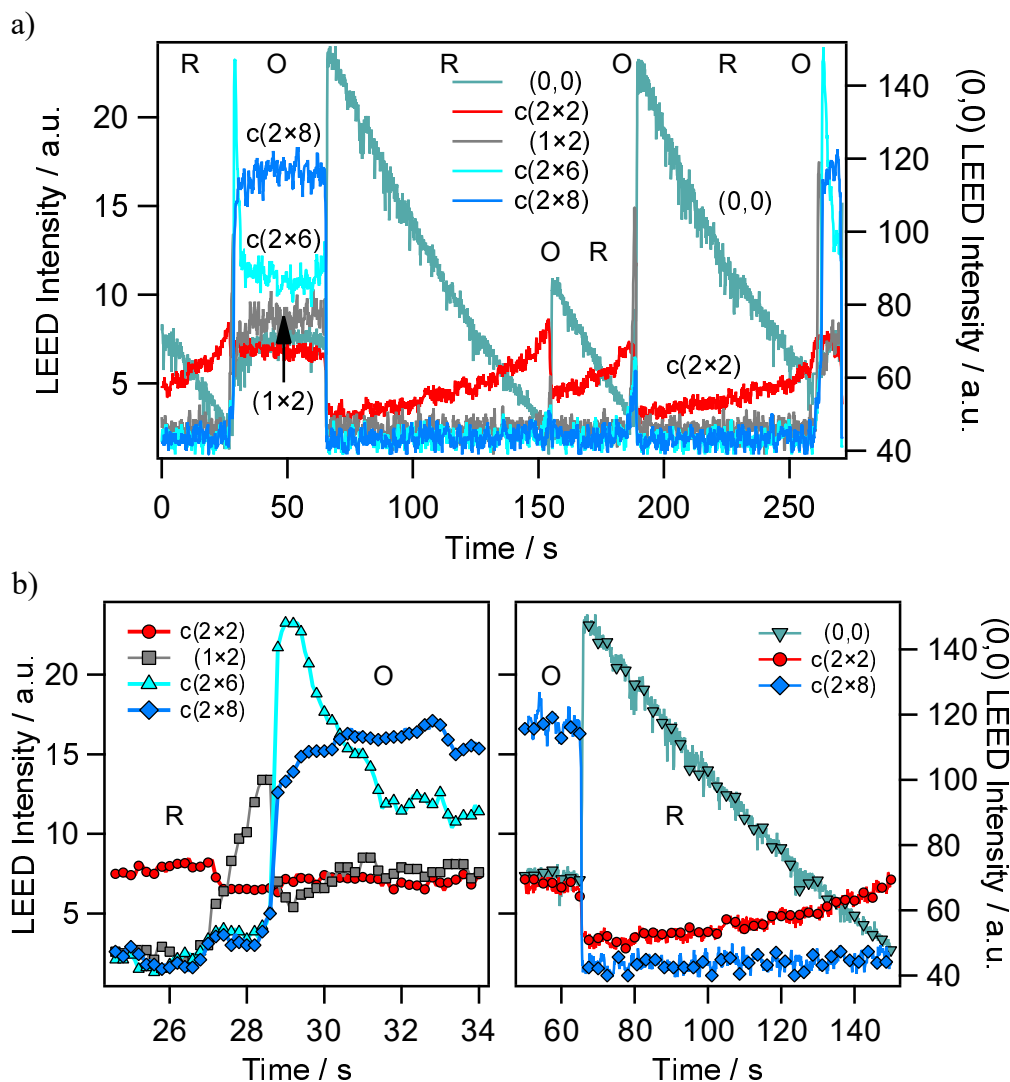 a)
R O R O R O
(0,0)
c(2×2)
(1×2)
c(2×6)
c(2×8)
c(2×8)
c(2×6)
(1×2)
O R
(0,0)
c(2×2)
LEED Intensity / a.u.
20
15
10
5
(0,0) LEED Intensity / a.u.
140
120
100
80
60
40
0 50 100 150 200 250
Time / s
b)
c(2×2)
(1×2)
c(2×6)
c(2×8)
O
R
LEED Intensity / a.u.
20
15
10
5
26 28 30 32 34
Time / s
(0,0)
c(2×2)
c(2×8)
O
R
(0,0) LEED Intensity / a.u.
140
120
100
80
60
40
60 80 100 120 140
Time / s